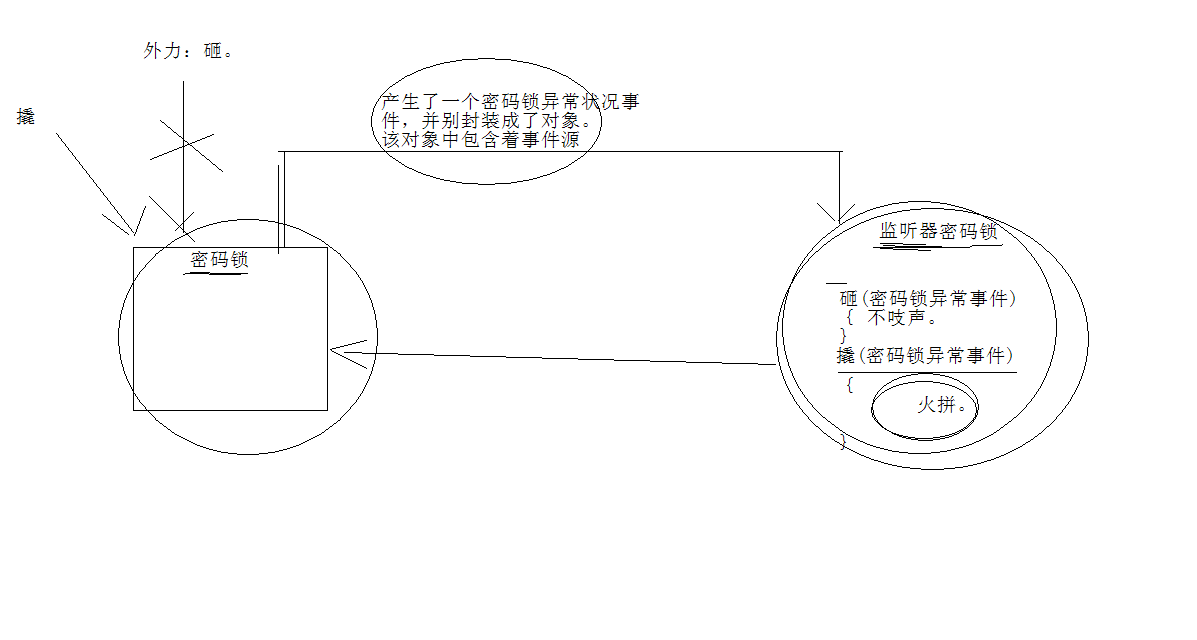 外力：砸。
撬
产生了一个密码锁异常状况事
件，并别封装成了对象。
该对象中包含着事件源
密码锁
监听器密码锁
砸(密码锁异常事件)
{ 不吱声。
}
撬(密码锁异常事件)
{
火拼。
}